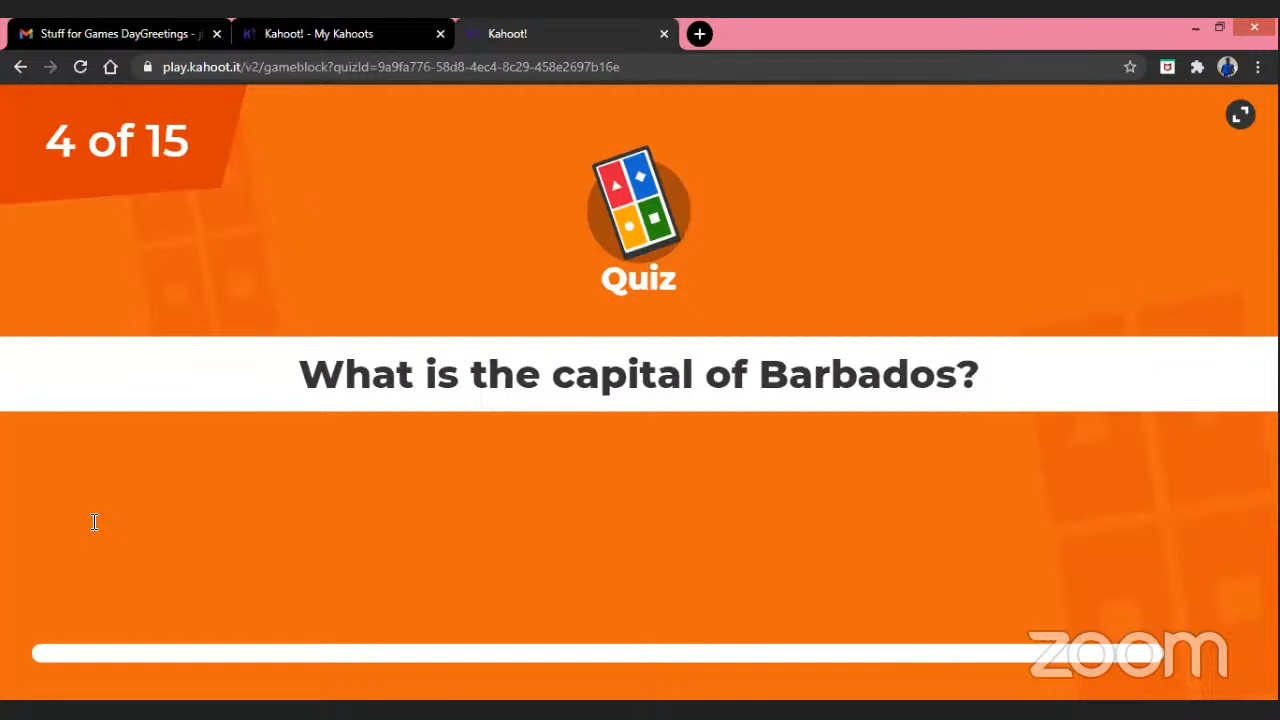 Stuff for Games DayGreetings -
Kahoot! - My Kahoots
Kahoot!
play.kahoot.it/v2/gameblock?quizId=9a9fa776-58d8-4ec4-8c29-458e2697b16e
4 of 15
Quiz
What is the capital of Barbados?
zoom